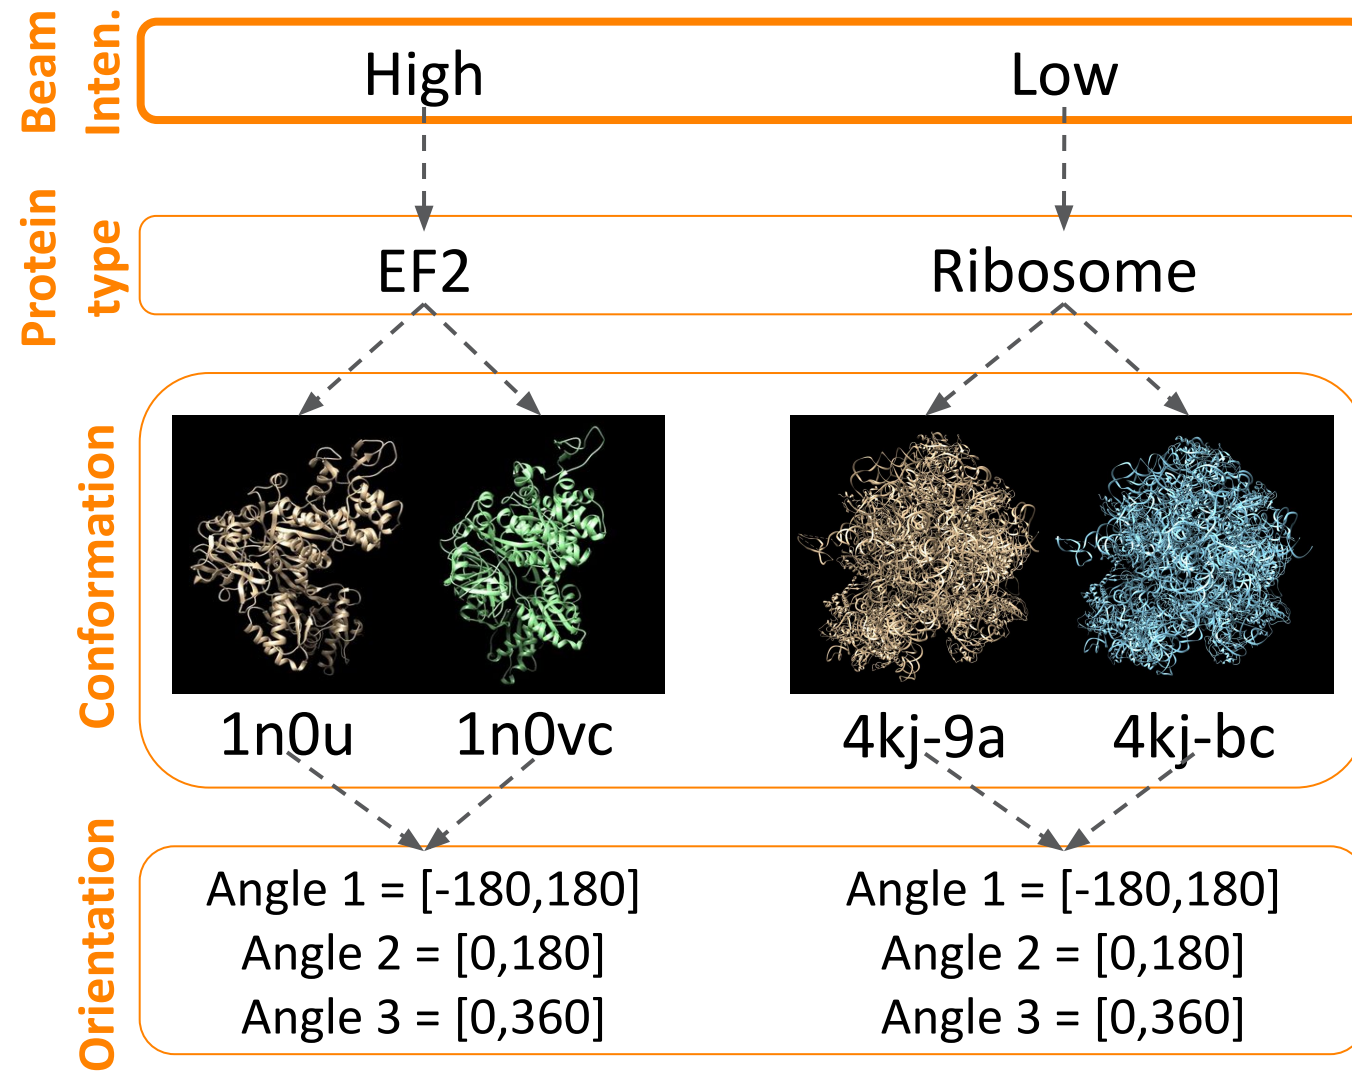 Beam
Inten.
High
Low
Protein
type
EF2
Ribosome
Conformation
1n0u
1n0vc
4kj-9a
4kj-bc
Orientation
Angle 1 = [-180,180]
Angle 2 = [0,180]
Angle 3 = [0,360]
Angle 1 = [-180,180]
Angle 2 = [0,180]
Angle 3 = [0,360]